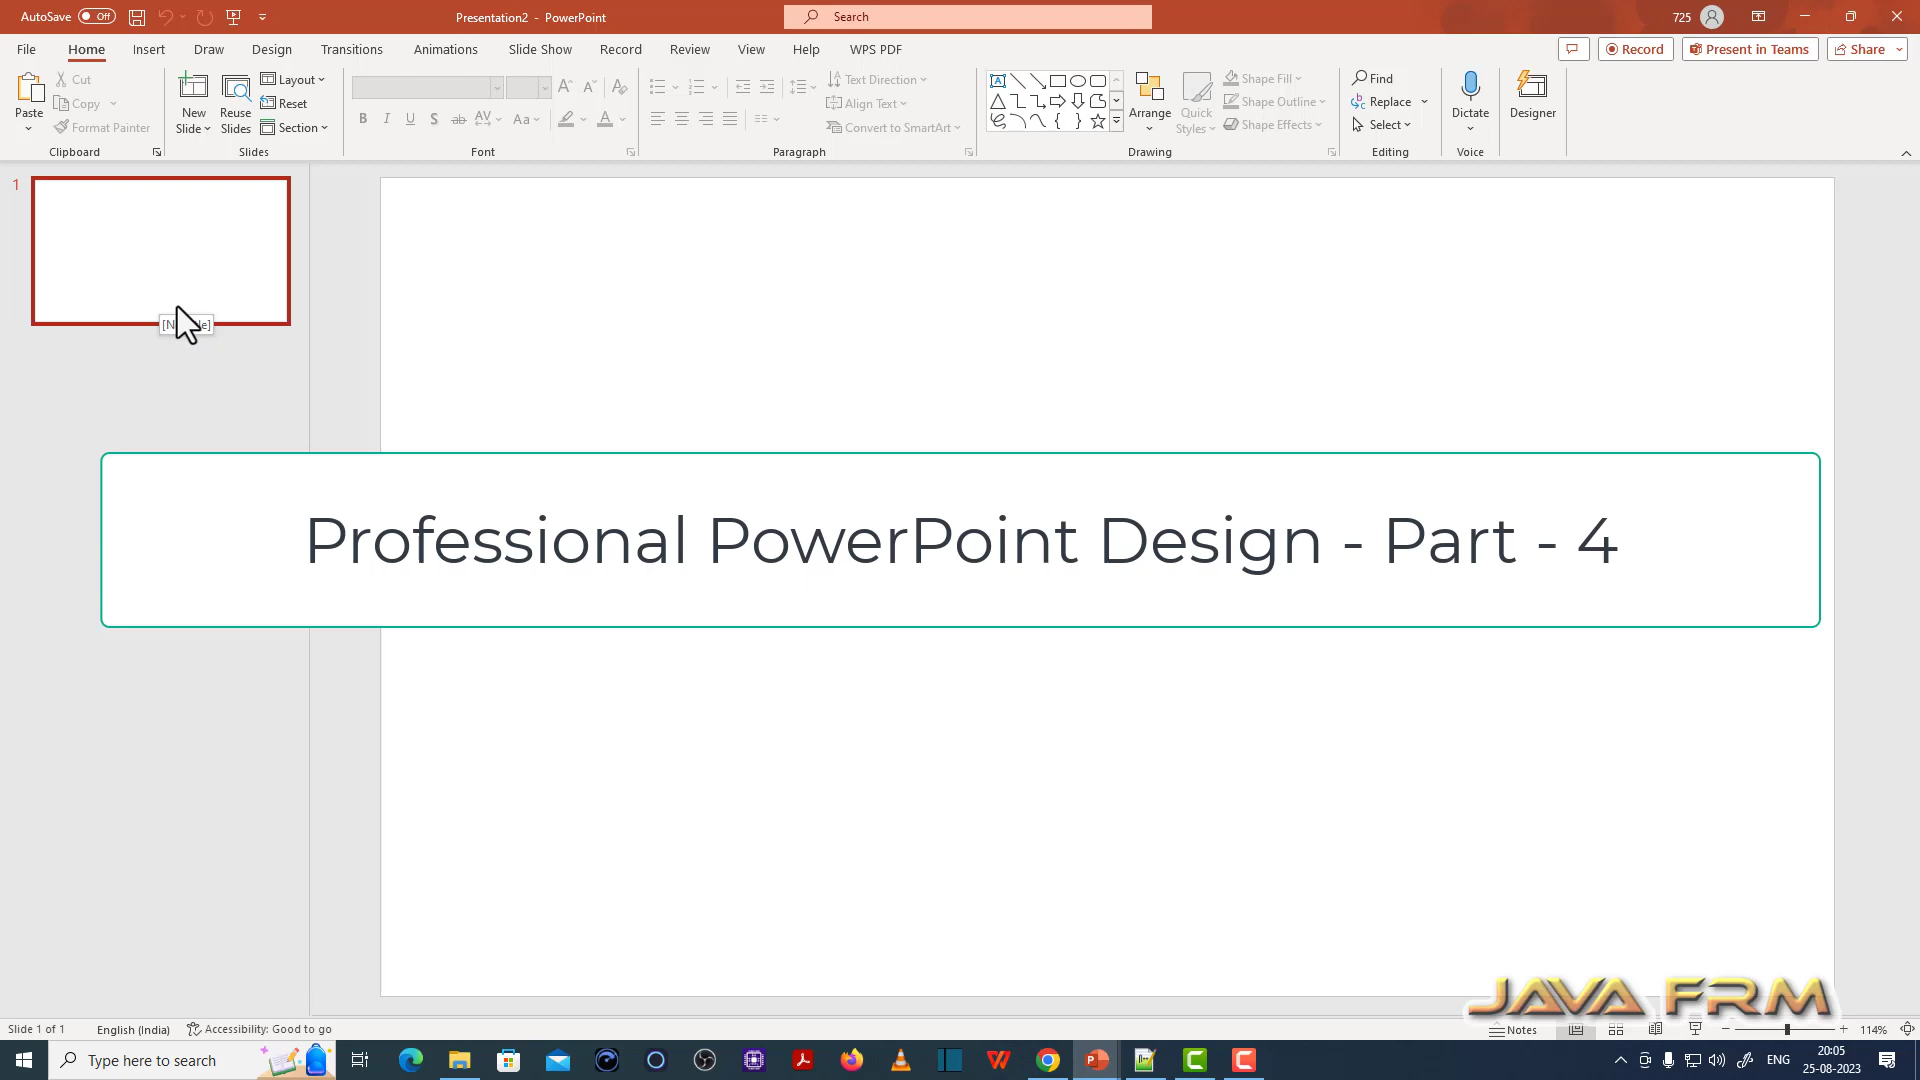 AutoSave Off Presentation2 - PowerPoint Search 725
File Home Insert Draw Design Transitions Animations Slide Show Record Review View Help WPS PDF Record Present in Teams Share
Paste Cut Copy Format Painter
Clipboard
New Slide Reuse Slides Layout Reset Section
Slides
B I U S ab AV Aa A
Font
Text Direction
Align Text
Convert to SmartArt
Paragraph
Arrange Quick Styles Shape Fill Shape Outline Shape Effects
Drawing
Find
Replace
Select
Editing
Dictate
Voice
Designer
1
Professional PowerPoint Design - Part - 4
JAVA FRM
Slide 1 of 1 English (India) Accessibility: Good to go Notes 114%
Type here to search ENG 20:05
25-08-2023